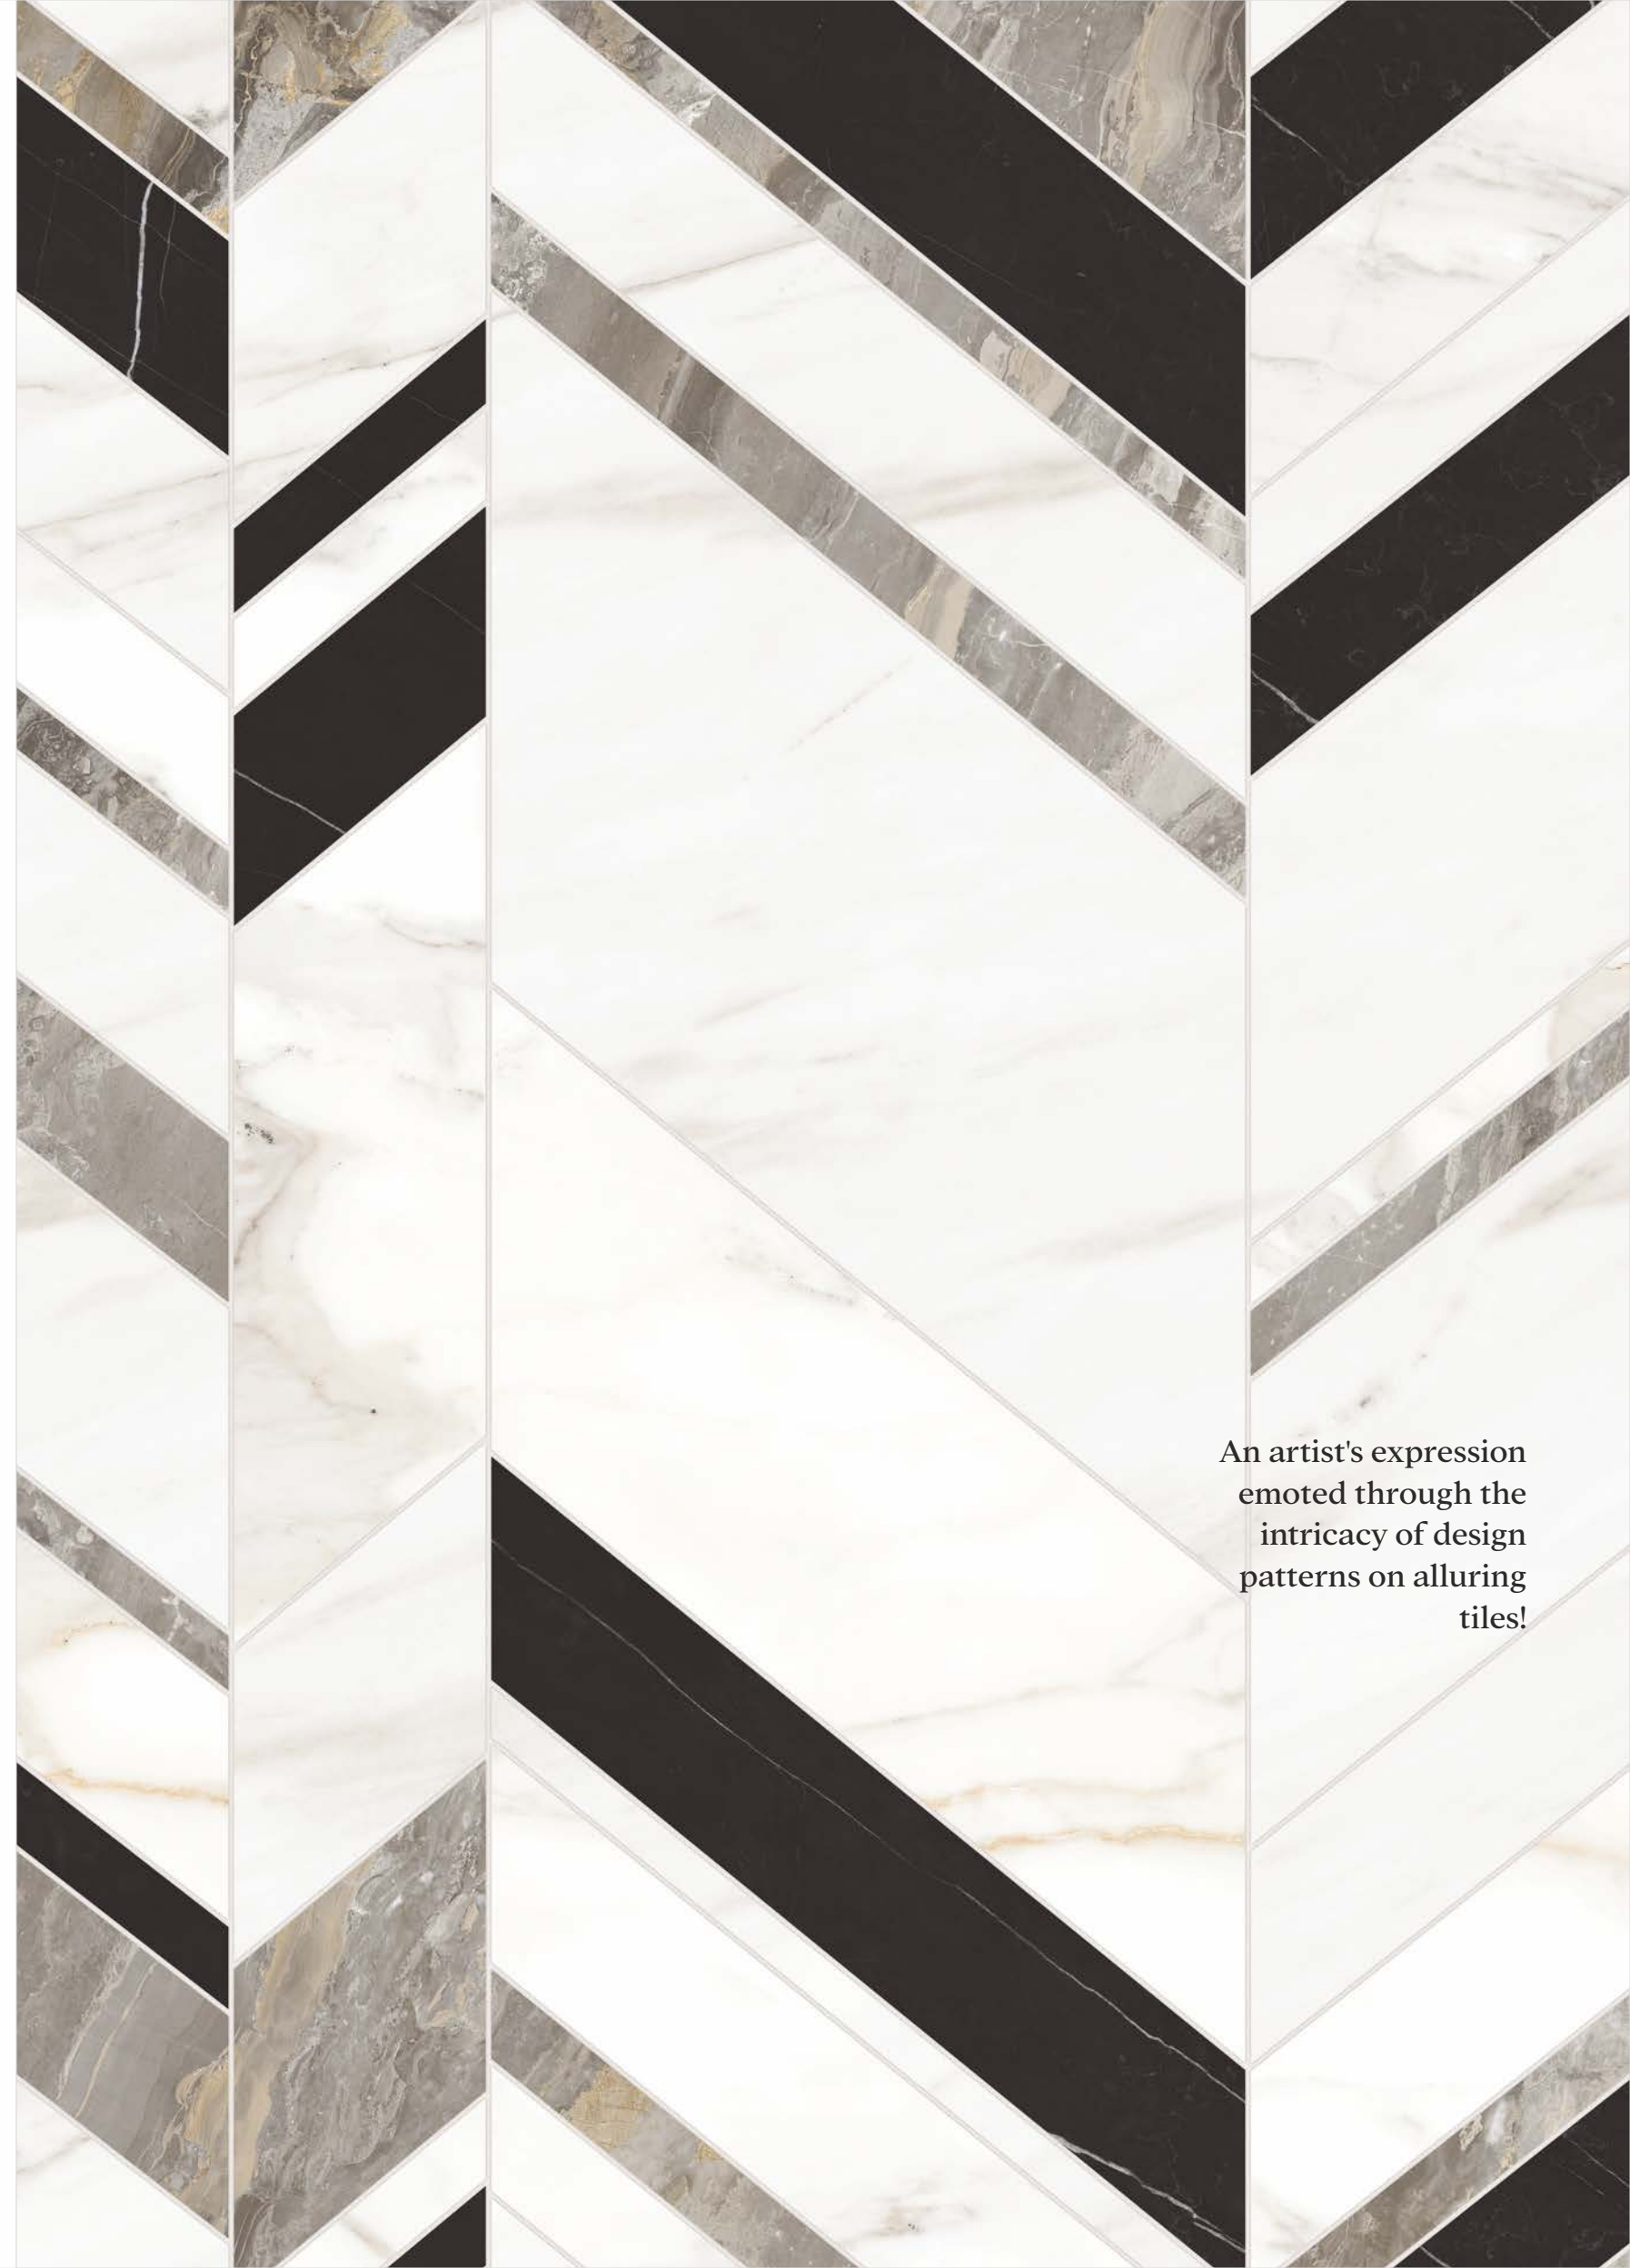 An artist's expression
emoted through the
intricacy of design
patterns on alluring
tiles!